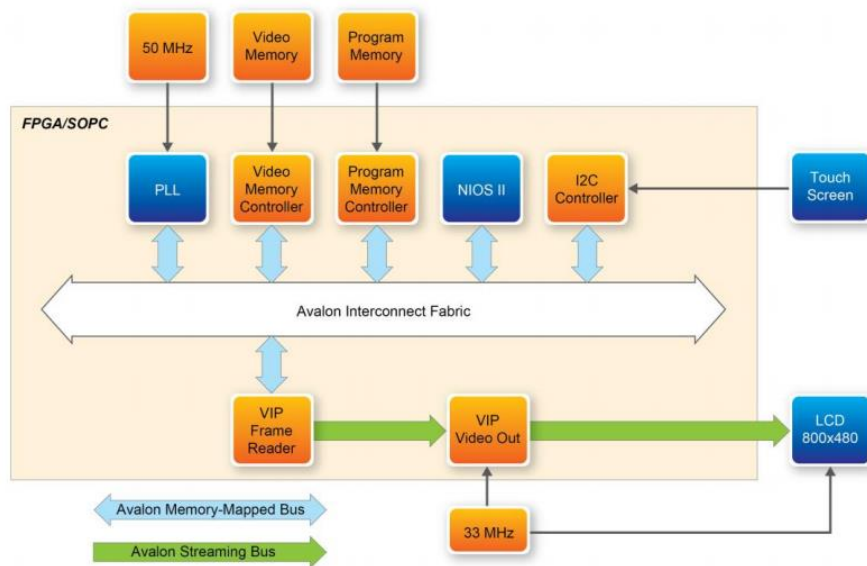 50 MHz
Video
Memory
Program
Memory
FPGA/SOPC
PLL
Video
Memory
Controller
Program
Memory
Controller
NIOS II
I2C
Controller
Touch
Screen
Avalon Interconnect Fabric
VIP
Frame
Reader
VIP
Video Out
LCD
800x480
Avalon Memory-Mapped Bus
Avalon Streaming Bus
33 MHz